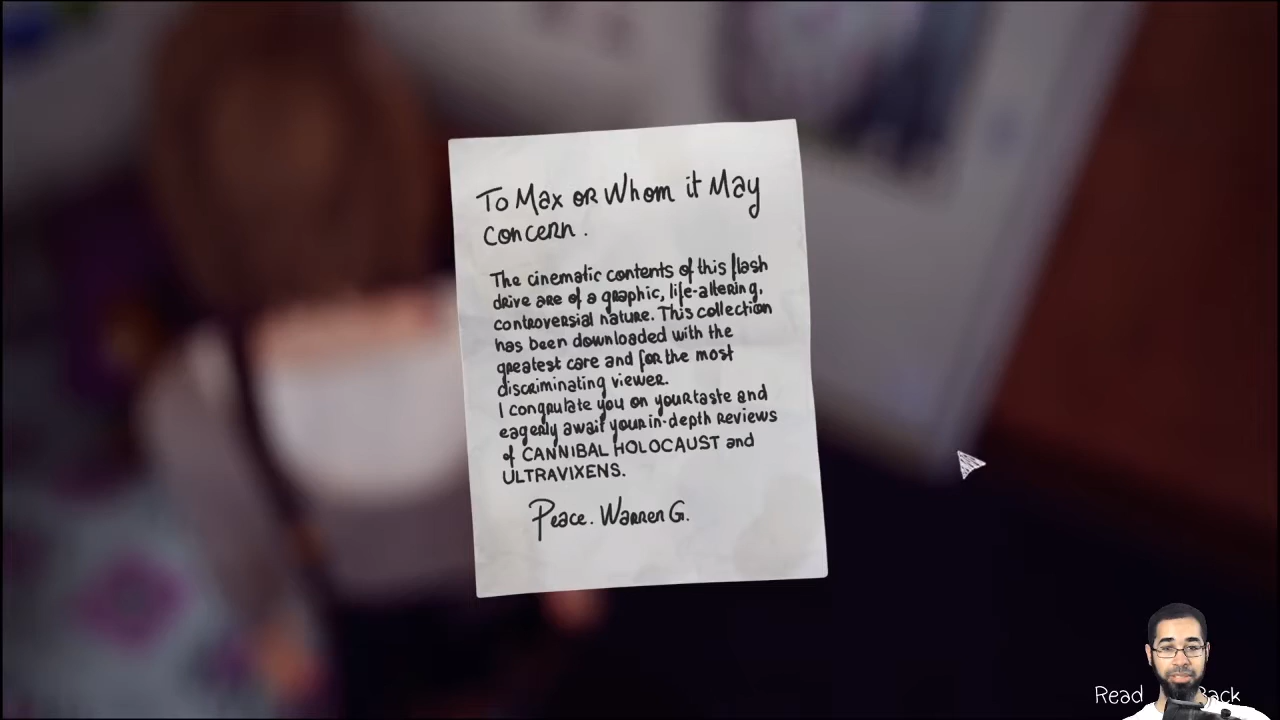 To Max or Whom it May
Concern.
The cinematic contents of this flash
drive are of a graphic, life-altering,
controversial nature. This collection
has been downloaded with the
greatest care and for the most
discriminating viewer.
I congrulate you on your taste and
eagerly await your in-depth reviews
of CANNIBAL HOLOCAUST and
ULTRAVIXENS.
Peace. Warren G.
Read
Back